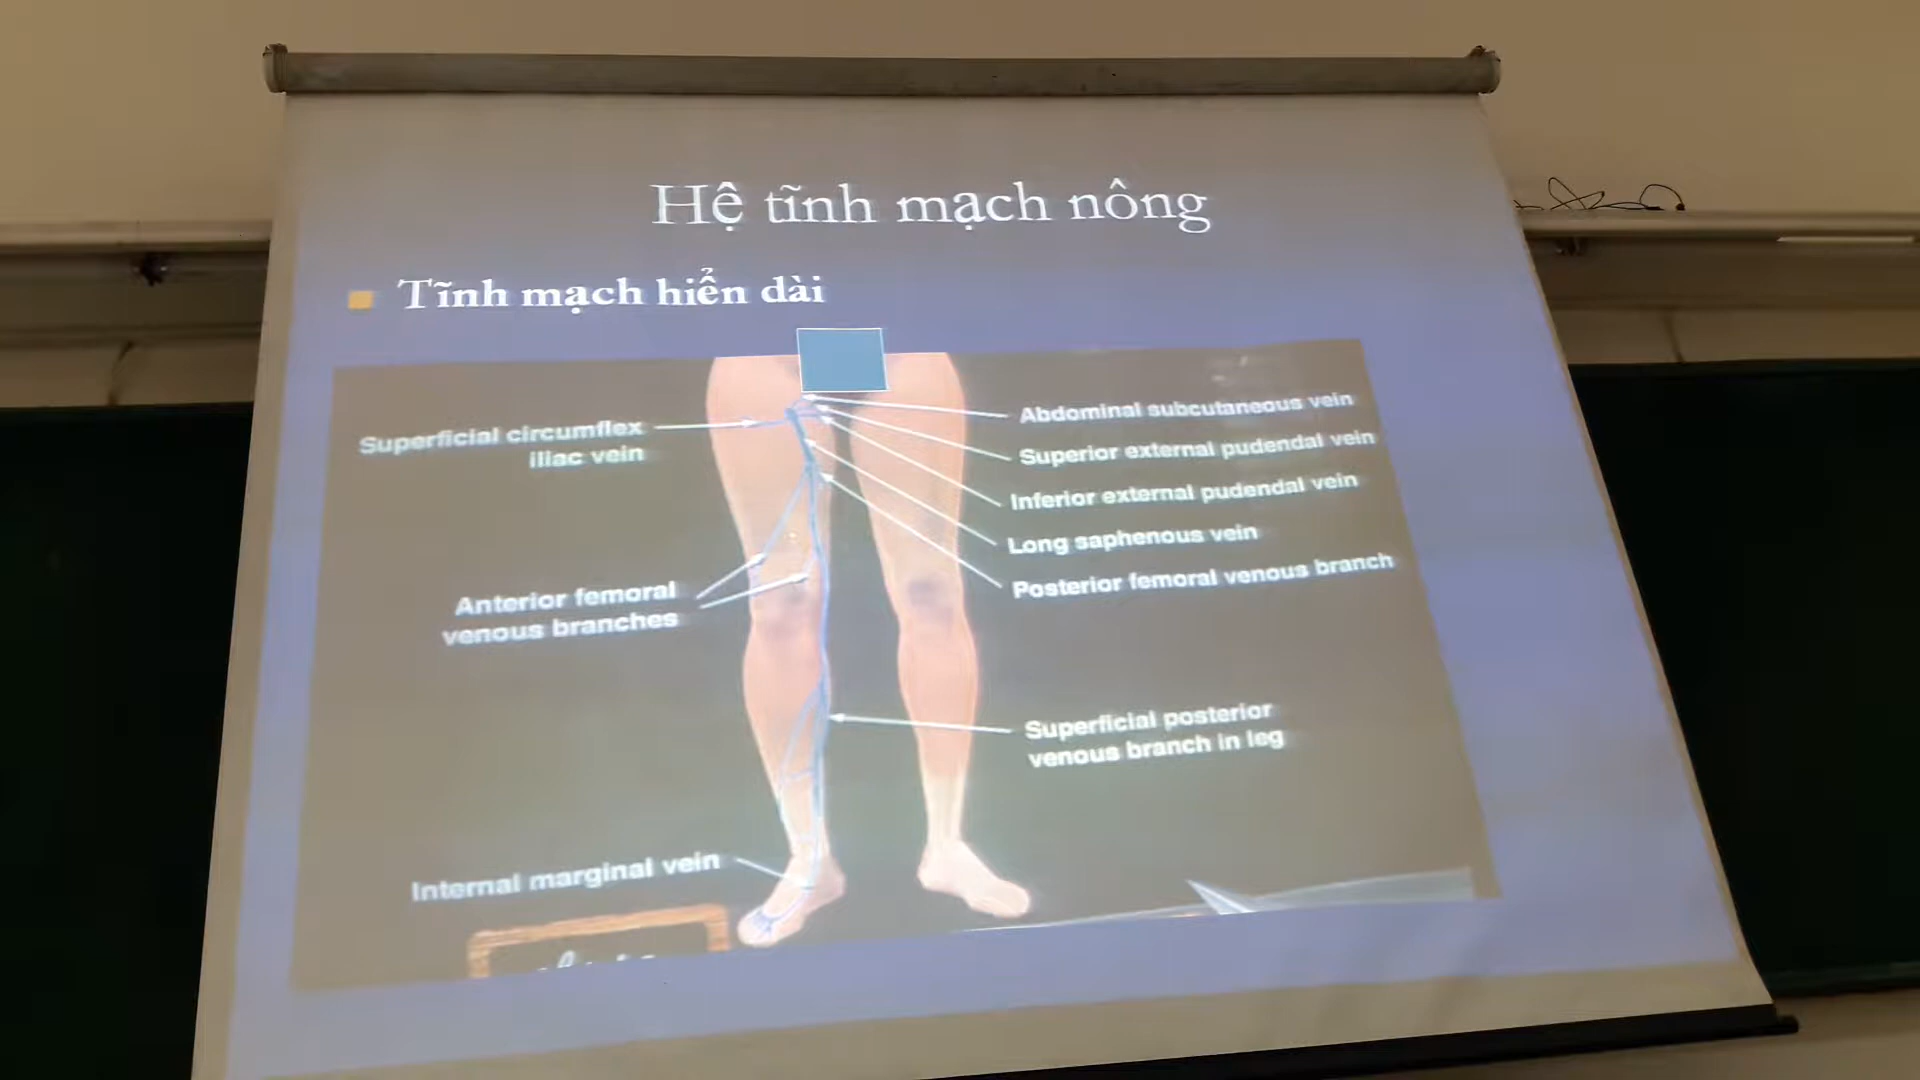 Hệ tĩnh mạch nông
Tĩnh mạch hiển dài
Superficial circumflex
iliac vein
Anterior femoral
venous branches
Internal marginal vein
Abdominal subcutaneous vein
Superior external pudendal vein
Inferior external pudendal vein
Long saphenous vein
Posterior femoral venous branch
Superficial posterior
venous branch in leg